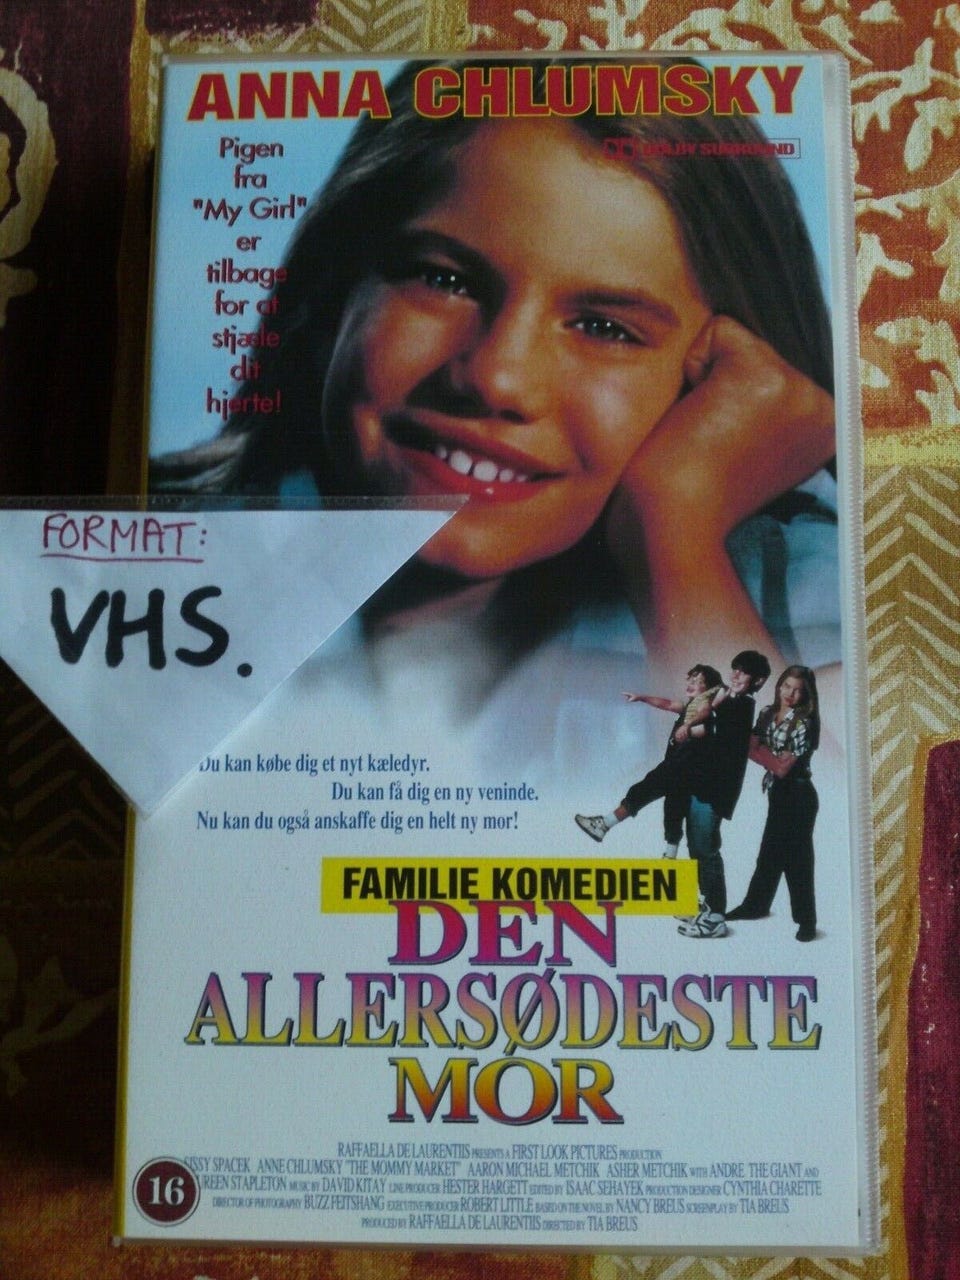 ANNA CHLUMSKY
DOLBY SURROUND
Pigen
fra
"My Girl"
er
tilbage
for at
stjæle
dit
hjerte!
FORMAT:
VHS.
Du kan købe dig et nyt kæledyr.
Du kan få dig en ny veninde.
Nu kan du også anskaffe dig en helt ny mor!
FAMILIE KOMEDIEN
DEN
ALLERSØDESTE
MOR
RAFFAELLA DE LAURENTIIS PRESENTS A FIRST LOOK PICTURES PRODUCTION
SISSY SPACEK ANNE CHLUMSKY "THE MOMMY MARKET" AARON MICHAEL METCHIK ASHER METCHIK WITH ANDRE THE GIANT AND
REEN STAPLETON MUSIC BY DAVID KITAY LINE PRODUCER HESTER HARGETT EDITED BY ISAAC SEHAYEK PRODUCTION DESIGNER CYNTHIA CHARETTE
DIRECTOR OF PHOTOGRAPHY BUZZ FEITSHANG EXECUTIVE PRODUCER ROBERT LITTLE BASED ON THE NOVEL BY NANCY BREUS SCREENPLAY BY TIA BREUS
PRODUCED BY RAFFAELLA DE LAURENTIIS DIRECTED BY TIA BREUS
16